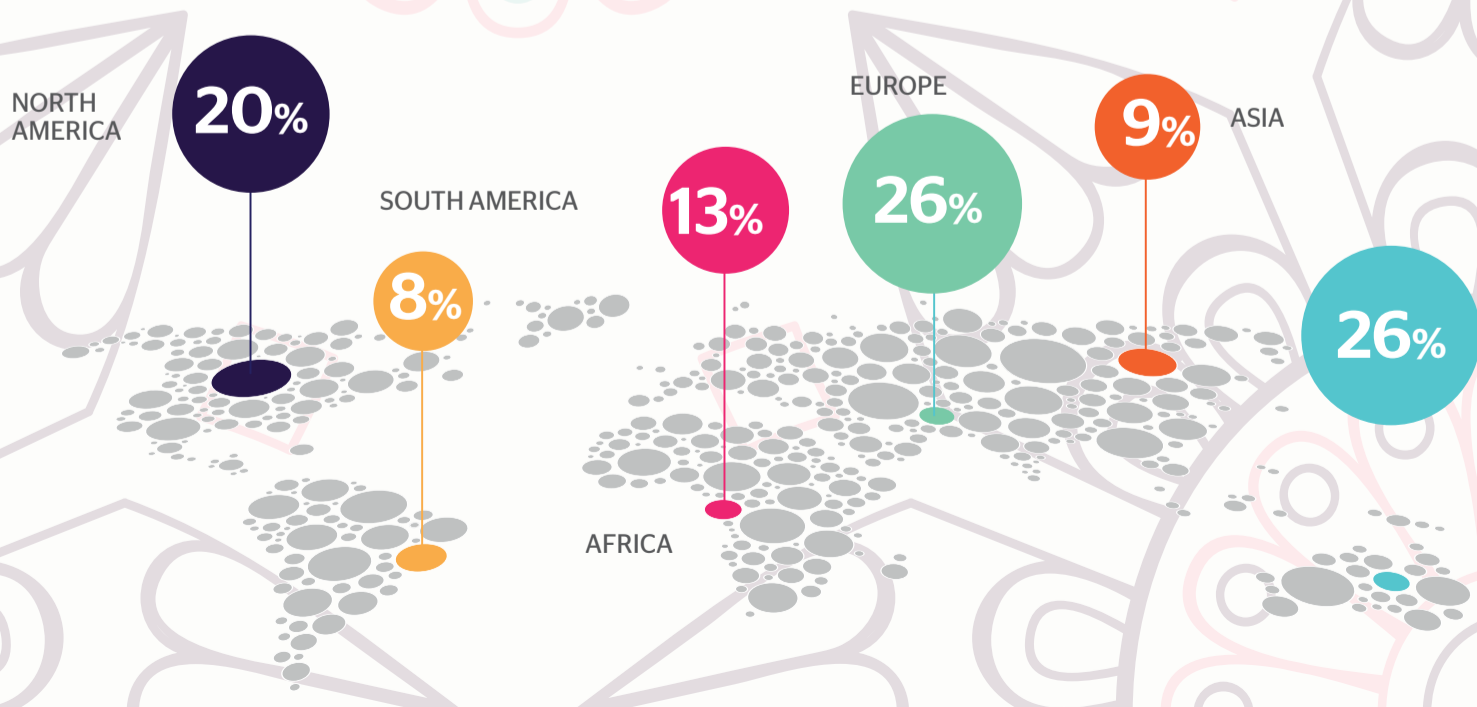 NORTH
AMERICA
20%
SOUTH AMERICA
8%
13%
AFRICA
EUROPE
26%
9%
ASIA
26%